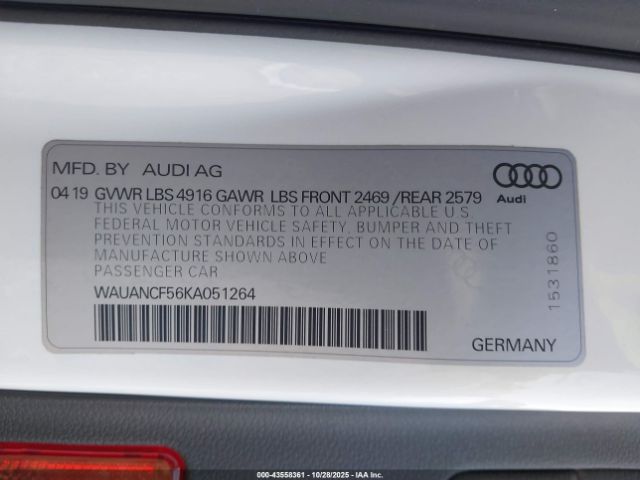 MFD. BY AUDI AG
04 19 GVWR LBS 4916 GAWR LBS FRONT 2469 /REAR 2579
THIS VEHICLE CONFORMS TO ALL APPLICABLE U.S.
FEDERAL MOTOR VEHICLE SAFETY, BUMPER AND THEFT
PREVENTION STANDARDS IN EFFECT ON THE DATE OF
MANUFACTURE SHOWN ABOVE
PASSENGER CAR
WAUANCF56KA051264
Audi
1531860
GERMANY
© - 43558361 - 10/28/2025 - IAA, Inc.